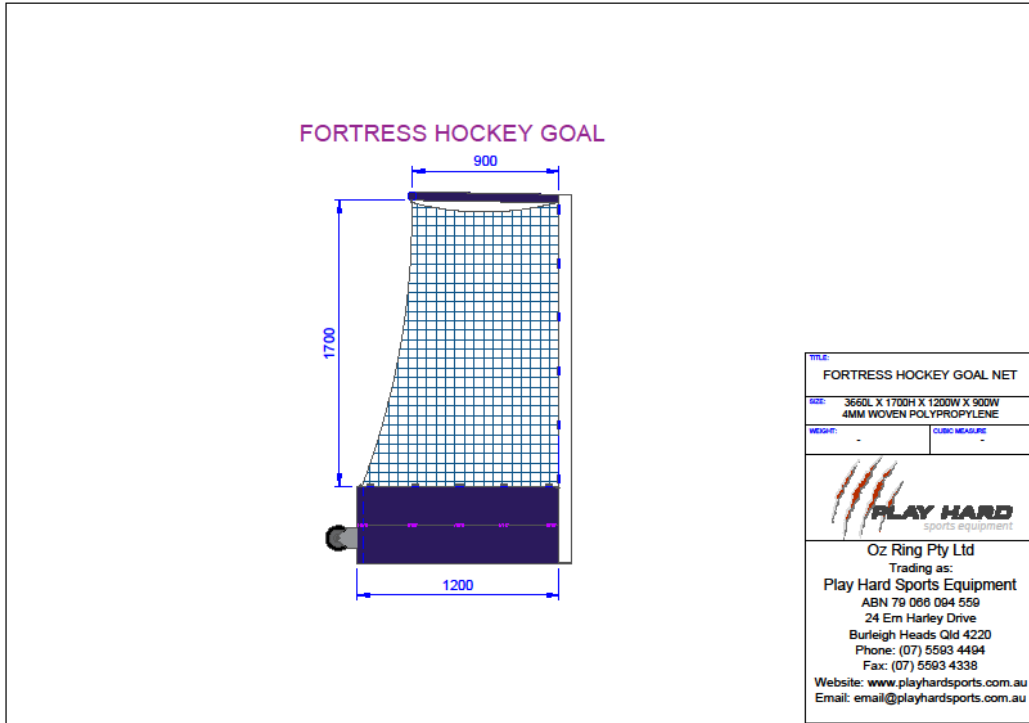 FORTRESS HOCKEY GOAL
900
1700
1200
TITLE:
FORTRESS HOCKEY GOAL NET
SIZE: 3660L X 1700H X 1200W X 900W
4MM WOVEN POLYPROPYLENE
WEIGHT: CUBIC MEASURE
- -
PLAY HARD
sports equipment
Oz Ring Pty Ltd
Trading as:
Play Hard Sports Equipment
ABN 79 066 094 559
24 Ern Harley Drive
Burleigh Heads Qld 4220
Phone: (07) 5593 4494
Fax: (07) 5593 4338
Website: www.playhardsports.com.au
Email: email@playhardsports.com.au